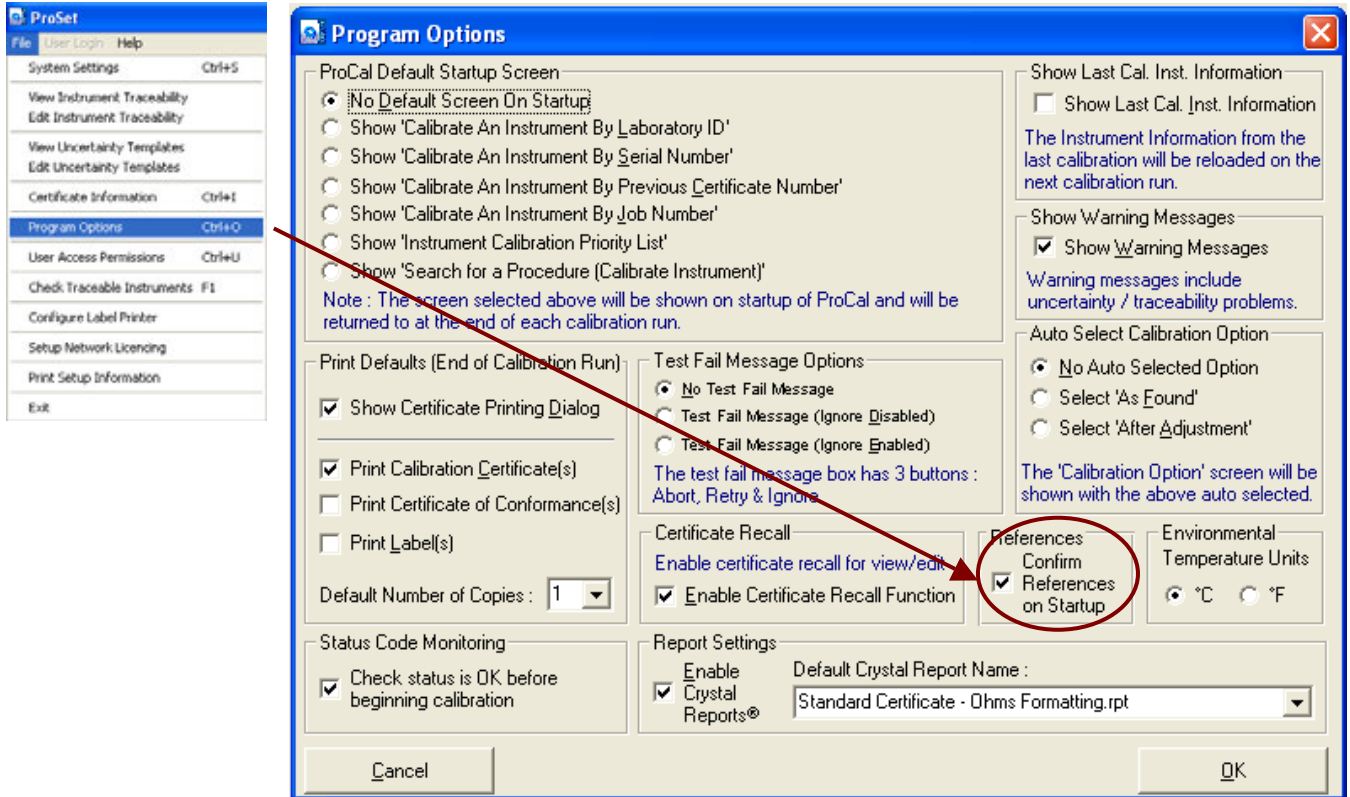 ProSet
File User Login Help
System Settings Ctrl+S
View Instrument Traceability
Edit Instrument Traceability
View Uncertainty Templates
Edit Uncertainty Templates
Certificate Information Ctrl+I
Program Options Ctrl+O
User Access Permissions Ctrl+U
Check Traceable Instruments F1
Configure Label Printer
Setup Network Licencing
Print Setup Information
Exit
Program Options
ProCal Default Startup Screen
No Default Screen On Startup
Show 'Calibrate An Instrument By Laboratory ID'
Show 'Calibrate An Instrument By Serial Number'
Show 'Calibrate An Instrument By Previous Certificate Number'
Show 'Calibrate An Instrument By Job Number'
Show 'Instrument Calibration Priority List'
Show 'Search for a Procedure (Calibrate Instrument)'
Note : The screen selected above will be shown on startup of ProCal and will be
returned to at the end of each calibration run.
Show Last Cal. Inst. Information
Show Last Cal. Inst. Information
The Instrument Information from the
last calibration will be reloaded on the
next calibration run.
Show Warning Messages
Show Warning Messages
Warning messages include
uncertainty / traceability problems.
Auto Select Calibration Option
No Auto Selected Option
Select 'As Found'
Select 'After Adjustment'
The 'Calibration Option' screen will be
shown with the above auto selected.
Print Defaults (End of Calibration Run)
Show Certificate Printing Dialog
Print Calibration Certificate(s)
Print Certificate of Conformance(s)
Print Label(s)
Default Number of Copies : 1
Test Fail Message Options
No Test Fail Message
Test Fail Message (Ignore Disabled)
Test Fail Message (Ignore Enabled)
The test fail message box has 3 buttons :
Abort, Retry & Ignore
Certificate Recall
Enable certificate recall for view/edit
Enable Certificate Recall Function
References
Confirm
References
on Startup
Environmental
Temperature Units
°C °F
Status Code Monitoring
Check status is OK before
beginning calibration
Report Settings
Enable
Crystal
Reports®
Default Crystal Report Name :
Standard Certificate - Ohms Formatting.rpt
Cancel
OK